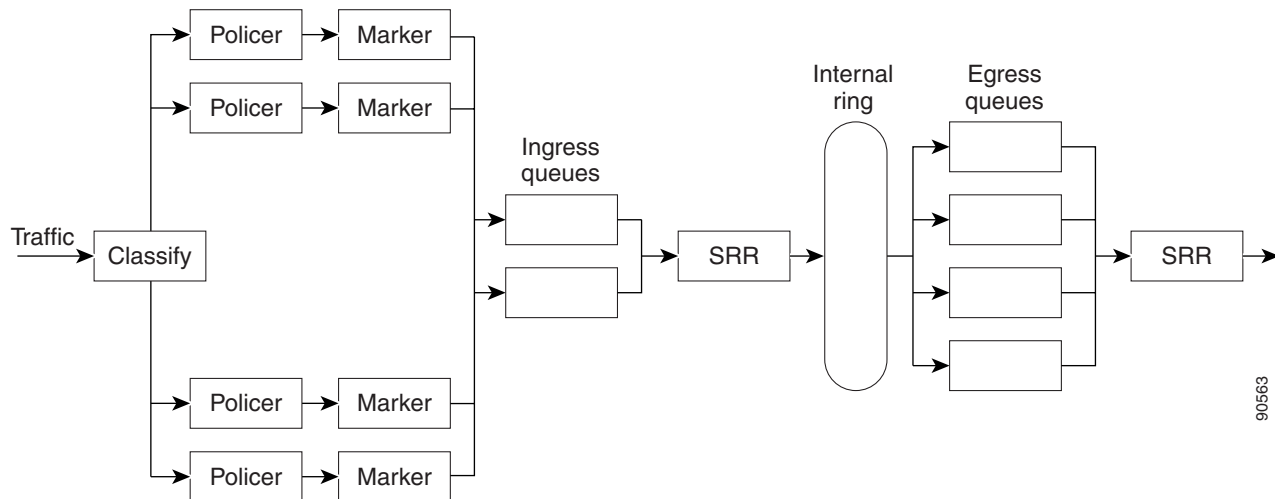 Policer
Marker
Policer
Marker
Internal
ring
Egress
queues
Ingress
queues
Traffic
Classify
SRR
SRR
Policer
Marker
Policer
Marker
90563